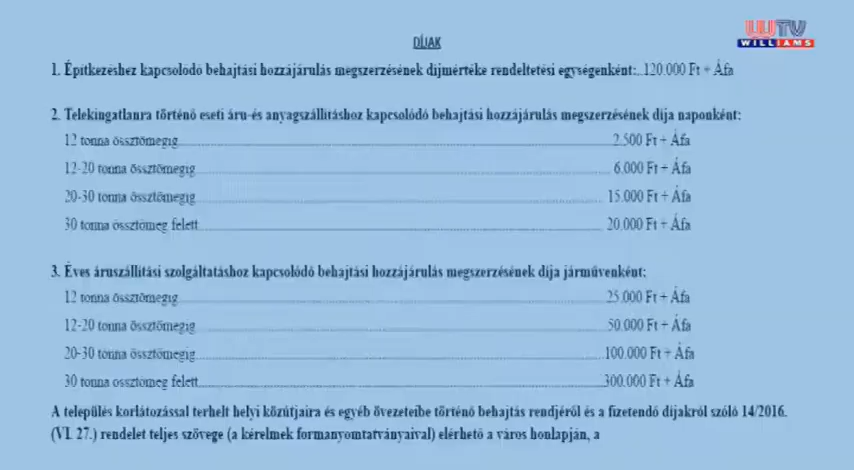 WTV
WILLIAMS
DÍJAK
1. Építkezéshez kapcsolódó behajtási hozzájárulás megszerzésének díjmértéke rendeltetési egységenként:..120.000 Ft + Áfa
2. Telekingatlanra történő eseti áru-és anyagszállításhoz kapcsolódó behajtási hozzájárulás megszerzésének díja naponként:
12 tonna össztömegig 2.500 Ft + Áfa
12-20 tonna össztömegig 6.000 Ft + Áfa
20-30 tonna össztömegig 15.000 Ft + Áfa
30 tonna össztömeg felett 20.000 Ft + Áfa
3. Éves áruszállítási szolgáltatáshoz kapcsolódó behajtási hozzájárulás megszerzésének díja járművenként:
12 tonna össztömegig 25.000 Ft + Áfa
12-20 tonna össztömegig 50.000 Ft + Áfa
20-30 tonna össztömegig 100.000 Ft + Áfa
30 tonna össztömeg felett 300.000 Ft + Áfa
A település korlátozással terhelt helyi közútjaira és egyéb övezeteibe történő behajtás rendjéről és a fizetendő díjakról szóló 14/2016.
(VI. 27.) rendelet teljes szövege (a kérelmek formanyomtatványaival) elérhető a város honlapján, a